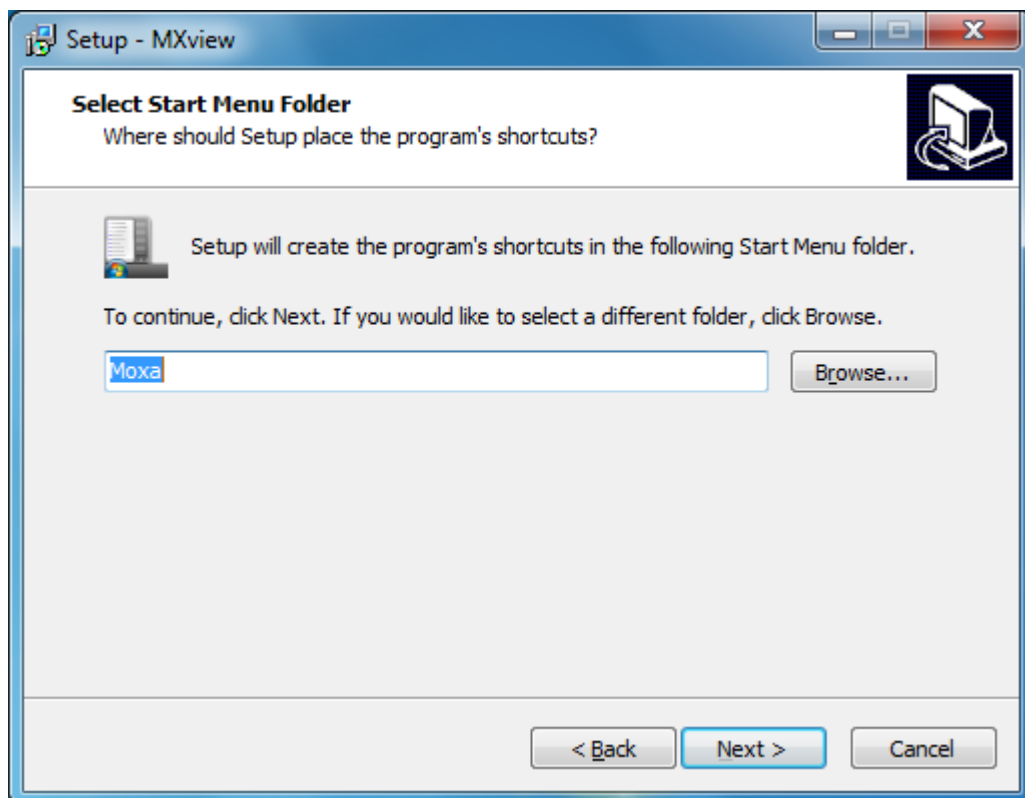 Setup - MXview
Select Start Menu Folder
Where should Setup place the program's shortcuts?
Setup will create the program's shortcuts in the following Start Menu folder.
To continue, click Next. If you would like to select a different folder, click Browse.
Moxa
Browse...
< Back
Next >
Cancel